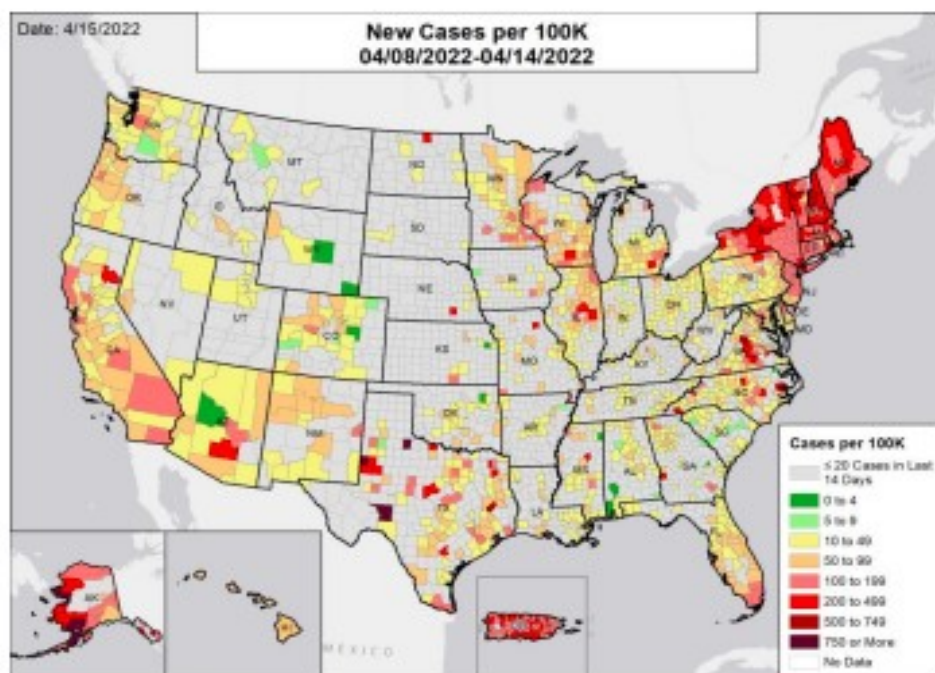 Date: 4/15/2022
New Cases per 100K
04/08/2022-04/14/2022
WA
MT
ND
MN
OR
ID
SD
WI
MI
WY
NV
UT
NE
IA
PA
NJ
DE
MD
CA
CO
KS
MO
IL
IN
OH
WV
KY
NC
TN
AZ
NM
OK
AR
SC
MS
AL
GA
TX
LA
FL
AK
HI
MEXICO
Cases per 100K
≤ 20 Cases in Last
14 Days
0 to 4
5 to 9
10 to 49
50 to 99
100 to 199
200 to 499
500 to 749
750 or More
No Data